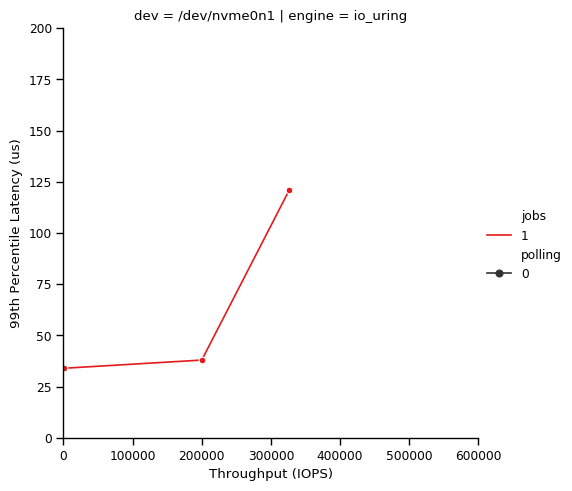 dev = /dev/nvme0n1 | engine = io_uring
200
175
150
125
100
75
50
25
0
99th Percentile Latency (us)
0 100000 200000 300000 400000 500000 600000
Throughput (IOPS)
jobs
1
polling
0